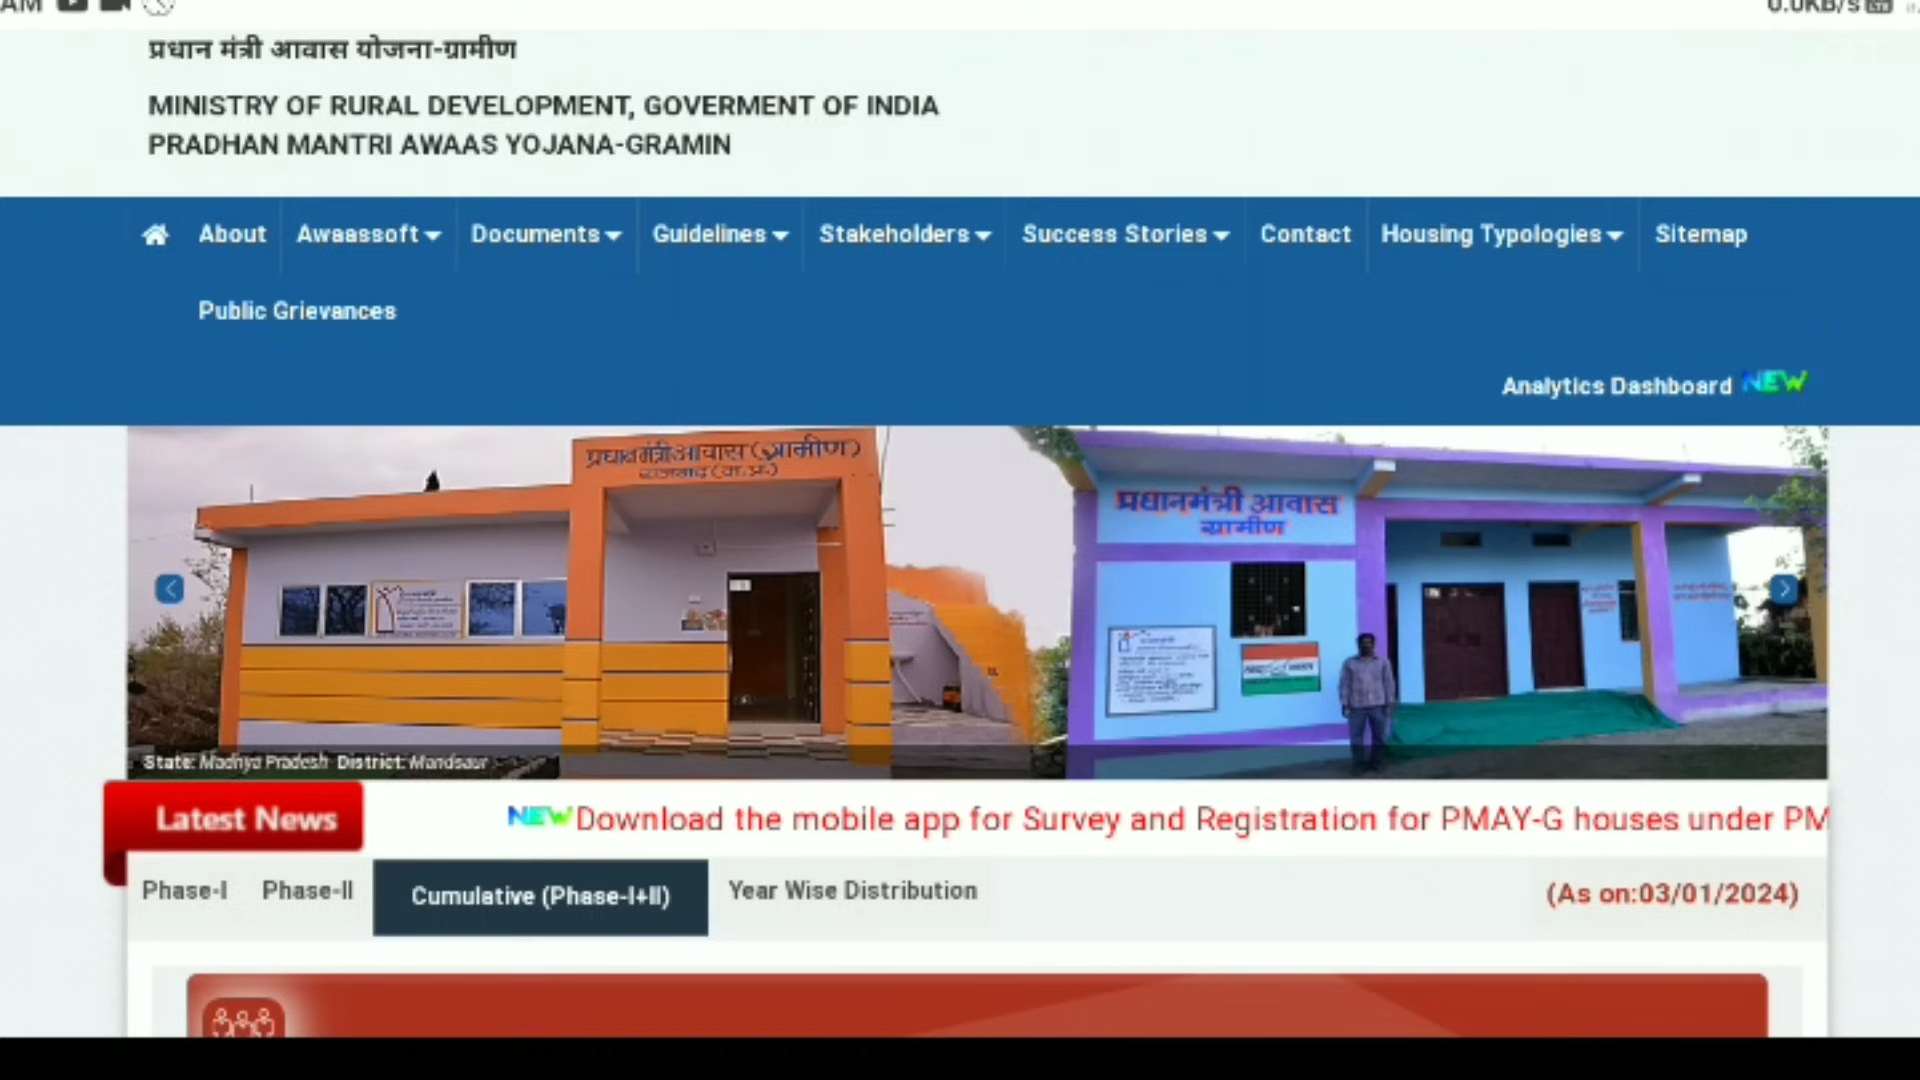 प्रधान मंत्री आवास योजना-ग्रामीण
MINISTRY OF RURAL DEVELOPMENT, GOVERMENT OF INDIA
PRADHAN MANTRI AWAAS YOJANA-GRAMIN
About Awaassoft Documents Guidelines Stakeholders Success Stories Contact Housing Typologies Sitemap
Public Grievances
Analytics Dashboard NEW
प्रधानमंत्री आवास (ग्रामीण)
प्रधानमंत्री आवास
ग्रामीण
State: Madhya Pradesh District: Mandsaur
Latest News NEW Download the mobile app for Survey and Registration for PMAY-G houses under PM
Phase-I Phase-II Cumulative (Phase-I+II) Year Wise Distribution (As on:03/01/2024)